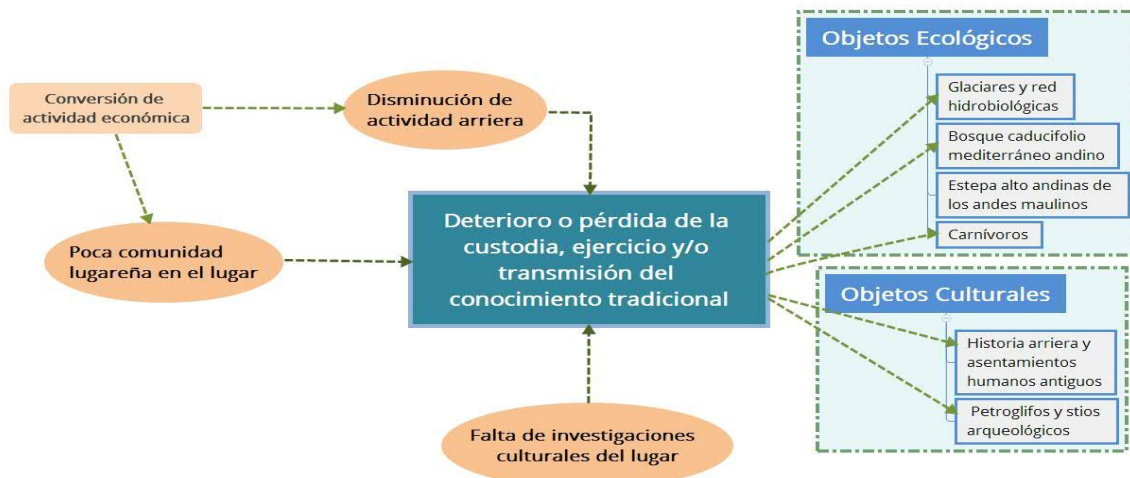 Conversión de
actividad económica
Disminución de
actividad arriera
Poca comunidad
lugareña en el lugar
Deterioro o pérdida de la
custodia, ejercicio y/o
transmisión del
conocimiento tradicional
Falta de investigaciones
culturales del lugar
Objetos Ecológicos
Glaciares y red
hidrobiológicas
Bosque caducifolio
mediterráneo andino
Estepa alto andinas de
los andes maulinos
Carnívoros
Objetos Culturales
Historia arriera y
asentamientos
humanos antiguos
Petroglifos y stios
arqueológicos